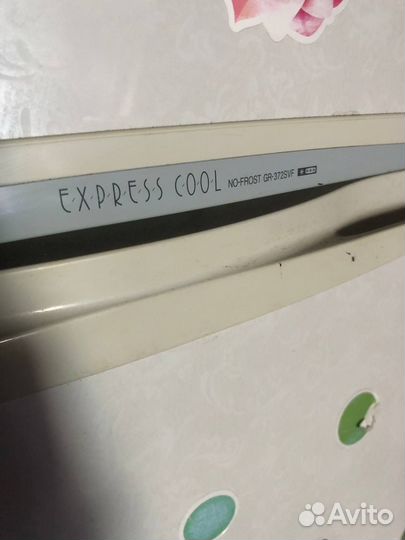 EXPRESS COOL NO-FROST GR-372SVF
Avito